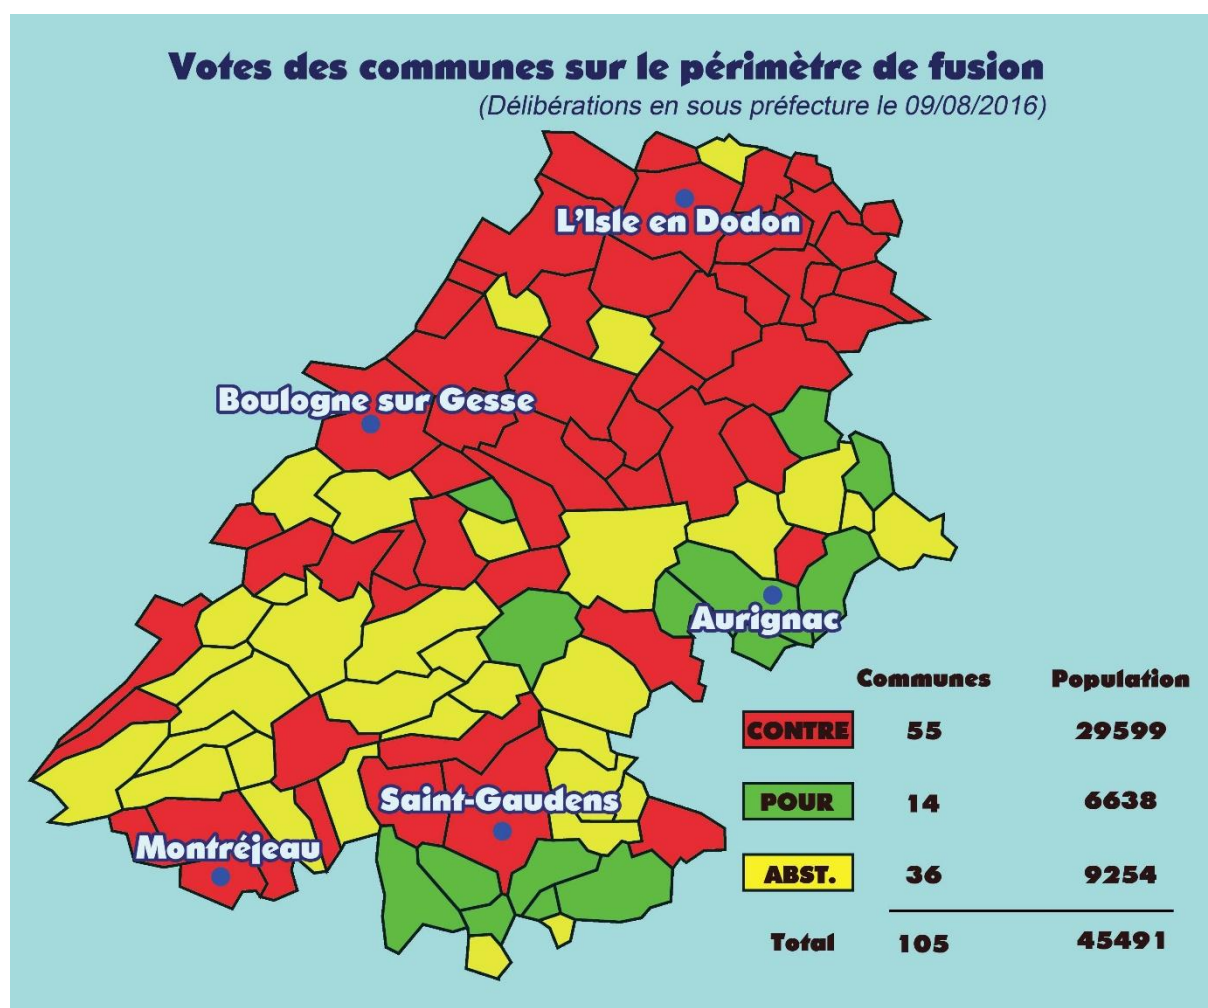 Votes des communes sur le périmètre de fusion
(Délibérations en sous préfecture le 09/08/2016)
L'Isle en Dodon
Boulogne sur Gesse
Aurignac
Saint-Gaudens
Montréjeau
Communes Population
CONTRE 55 29599
POUR 14 6638
ABST. 36 9254
Total 105 45491